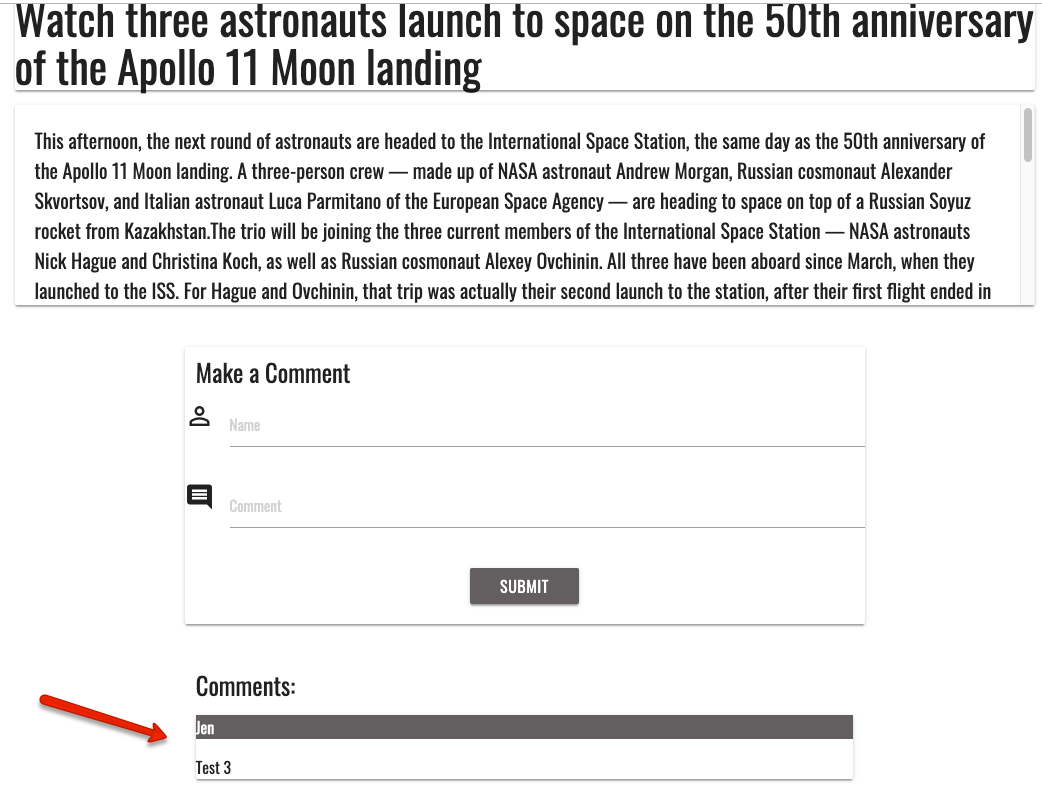 Watch three astronauts launch to space on the 50th anniversary
of the Apollo 11 Moon landing
This afternoon, the next round of astronauts are headed to the International Space Station, the same day as the 50th anniversary of
the Apollo 11 Moon landing. A three-person crew — made up of NASA astronaut Andrew Morgan, Russian cosmonaut Alexander
Skvortsov, and Italian astronaut Luca Parmitano of the European Space Agency — are heading to space on top of a Russian Soyuz
rocket from Kazakhstan.The trio will be joining the three current members of the International Space Station — NASA astronauts
Nick Hague and Christina Koch, as well as Russian cosmonaut Alexey Ovchinin. All three have been aboard since March, when they
launched to the ISS. For Hague and Ovchinin, that trip was actually their second launch to the station, after their first flight ended in
Make a Comment
Name
Comment
SUBMIT
Comments:
Jen
Test 3